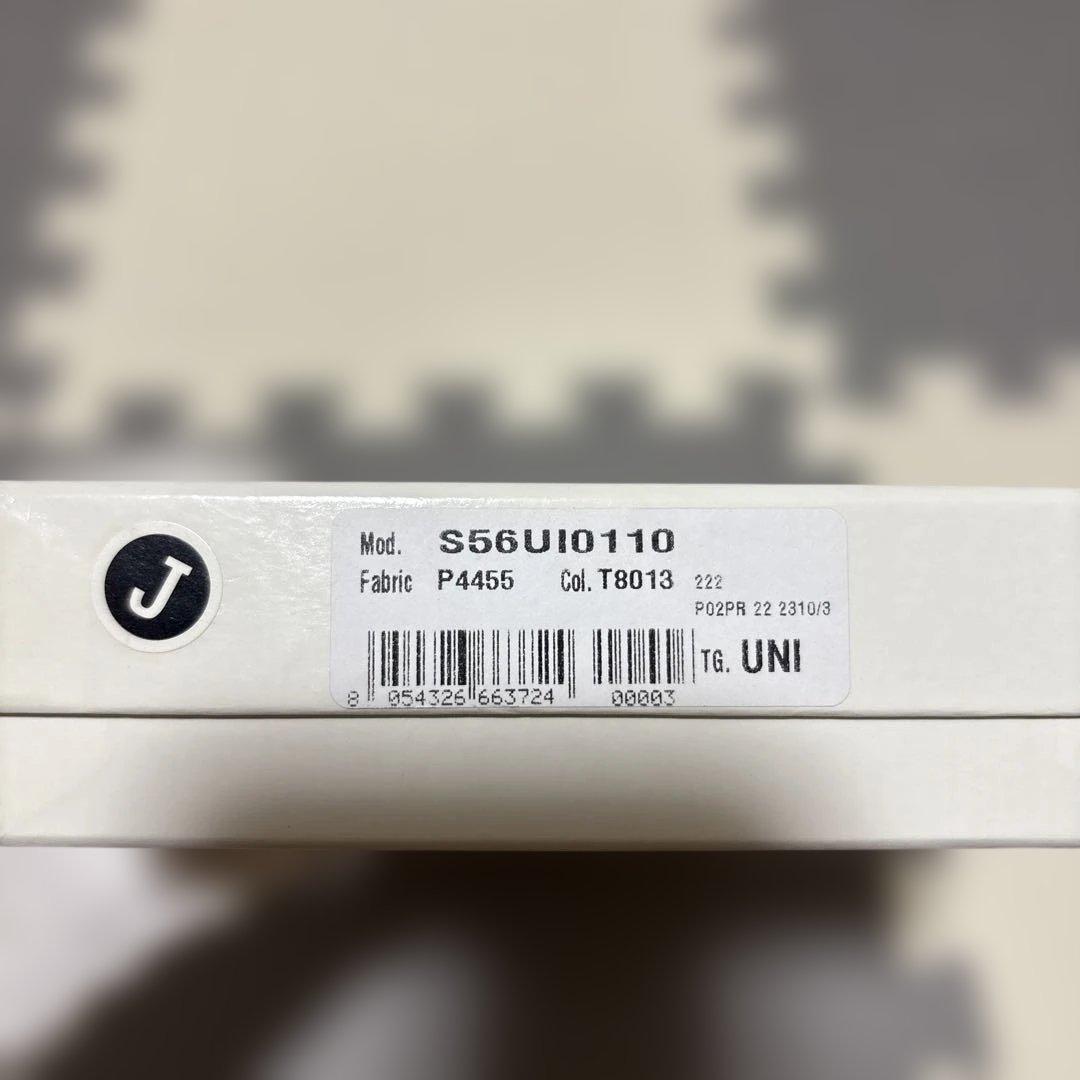 J
Mod. S56UI0110
Fabric P4455 Col. T8013 222
P02PR 22 2310/3
TG. UNI
8 054326 663724 00003